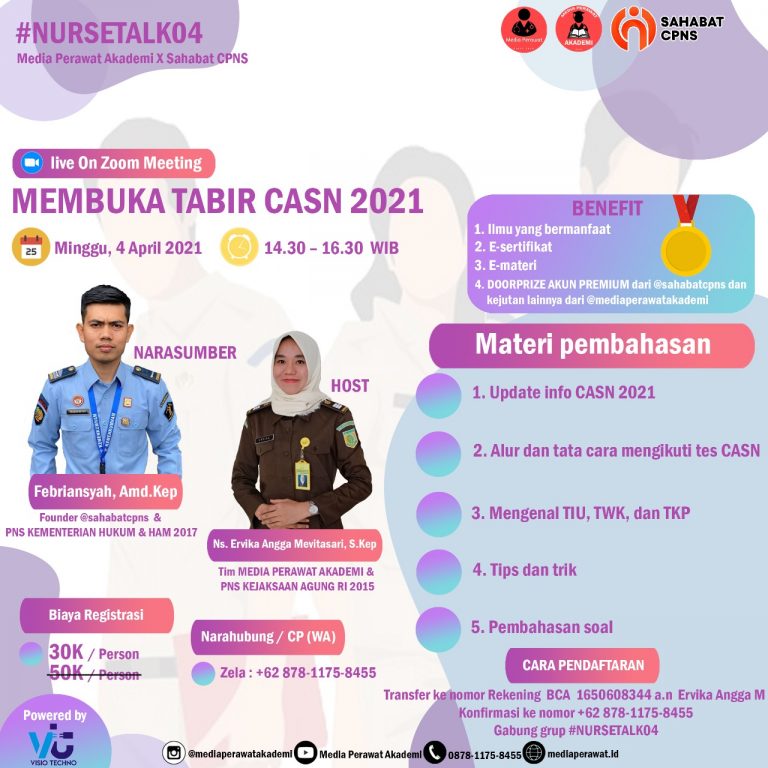 #NURSETALK04
Media Perawat Akademi X Sahabat CPNS
Media Perawat
MEDIA PERAWAT
AKADEMI
SAHABAT
CPNS
live On Zoom Meeting
MEMBUKA TABIR CASN 2021
25
Minggu, 4 April 2021
14.30 – 16.30 WIB
BENEFIT
1. Ilmu yang bermanfaat
2. E-sertifikat
3. E-materi
4. DOORPRIZE AKUN PREMIUM dari @sahabatcpns dan
kejutan lainnya dari @mediaperawatakademi
NARASUMBER
HOST
Febriansyah, Amd.Kep
Founder @sahabatcpns &
PNS KEMENTERIAN HUKUM & HAM 2017
Ns. Ervika Angga Mevitasari, S.Kep
Tim MEDIA PERAWAT AKADEMI &
PNS KEJAKSAAN AGUNG RI 2015
Materi pembahasan
1. Update info CASN 2021
2. Alur dan tata cara mengikuti tes CASN
3. Mengenal TIU, TWK, dan TKP
4. Tips dan trik
5. Pembahasan soal
Biaya Registrasi
30K / Person
50K / Person
Narahubung / CP (WA)
Zela : +62 878-1175-8455
CARA PENDAFTARAN
Transfer ke nomor Rekening BCA 1650608344 a.n Ervika Angga M
Konfirmasi ke nomor +62 878-1175-8455
Gabung grup #NURSETALK04
Powered by
VISIO TECHNO
@mediaperawatakademi
Media Perawat Akademi
0878-1175-8455
mediaperawat.id